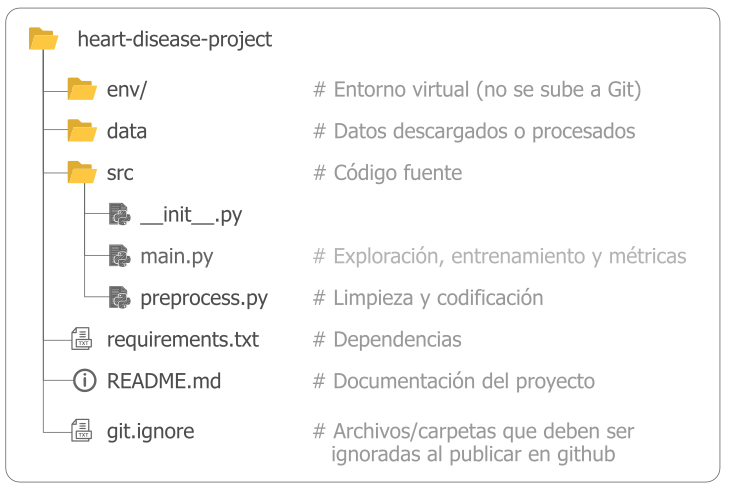 heart-disease-project
env/ # Entorno virtual (no se sube a Git)
data # Datos descargados o procesados
src # Código fuente
__init__.py
main.py # Exploración, entrenamiento y métricas
preprocess.py # Limpieza y codificación
TXT requirements.txt # Dependencias
i README.md # Documentación del proyecto
TXT git.ignore # Archivos/carpetas que deben ser
ignoradas al publicar en github